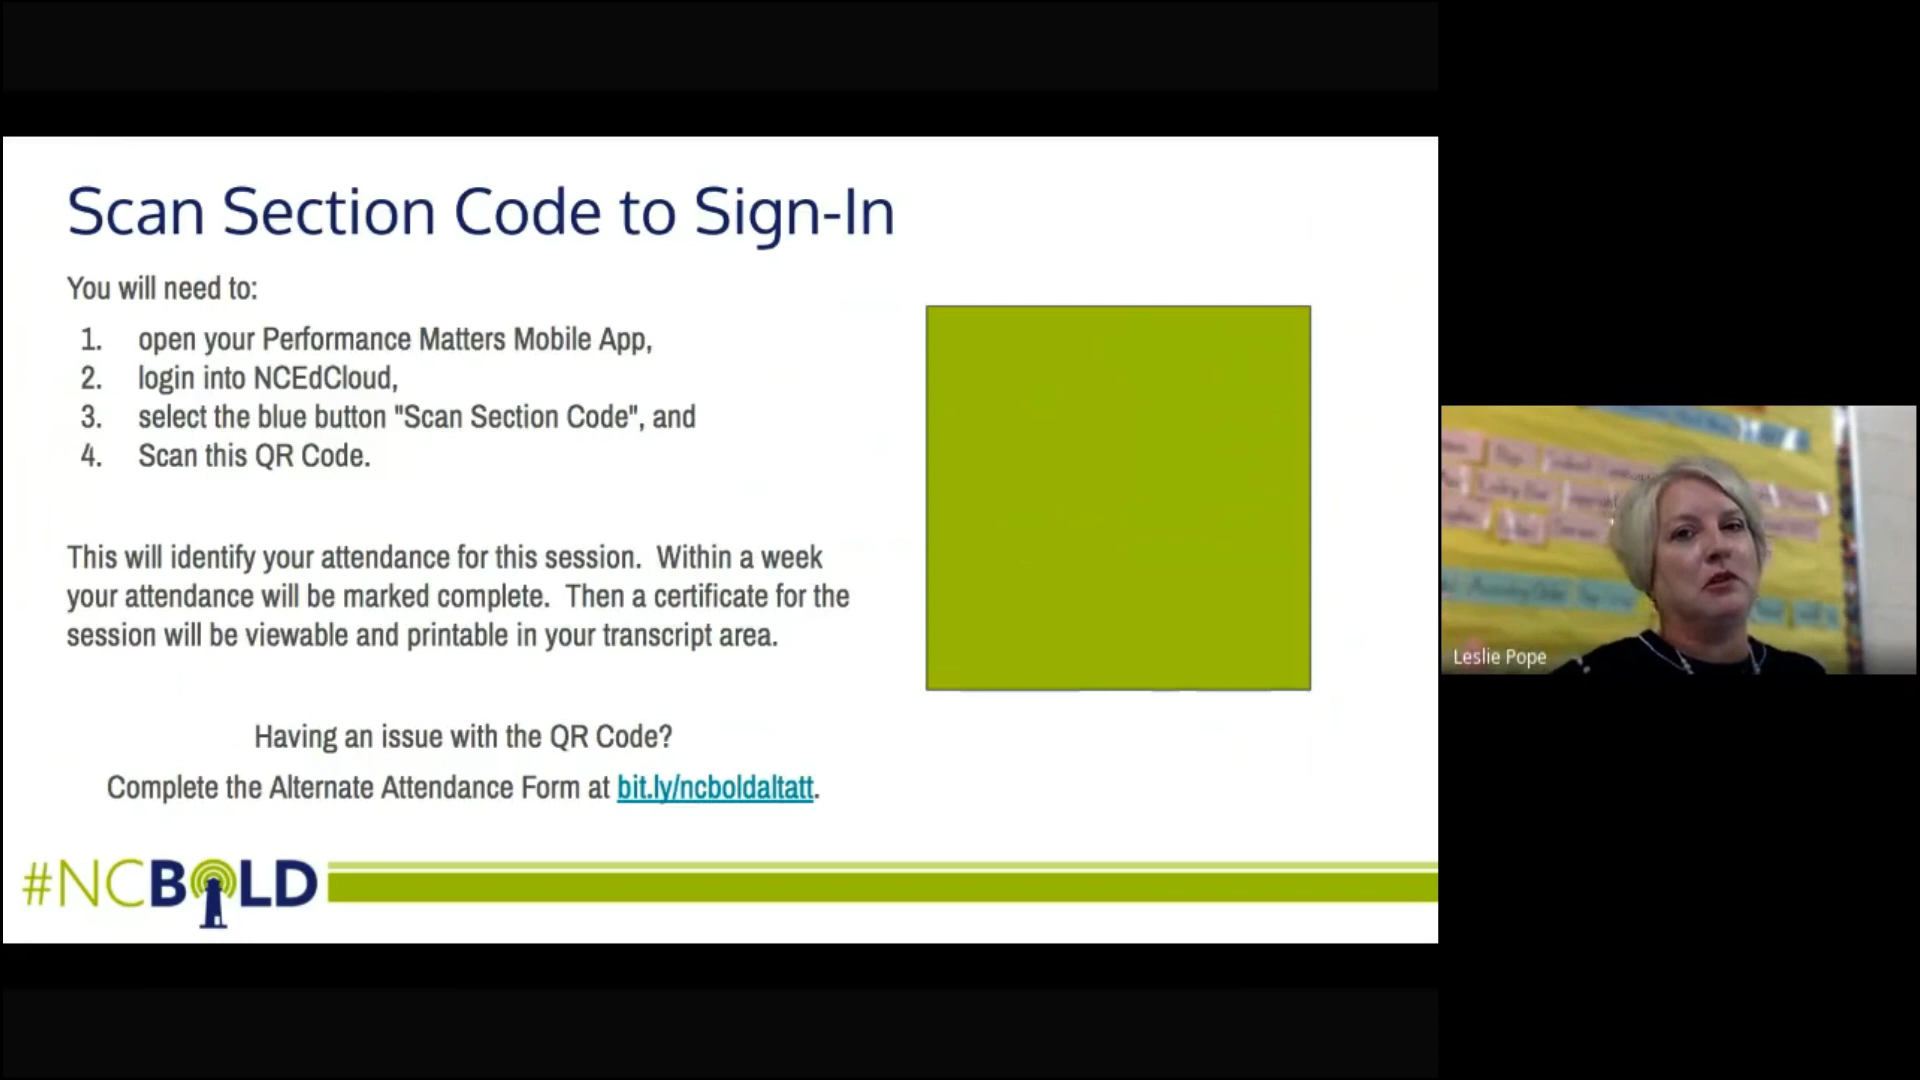 Scan Section Code to Sign-In
You will need to:
1. open your Performance Matters Mobile App,
2. login into NCEdCloud,
3. select the blue button "Scan Section Code", and
4. Scan this QR Code.
This will identify your attendance for this session. Within a week
your attendance will be marked complete. Then a certificate for the
session will be viewable and printable in your transcript area.
Having an issue with the QR Code?
Complete the Alternate Attendance Form at bit.ly/ncboldaltatt.
#NCBOLD
Leslie Pope